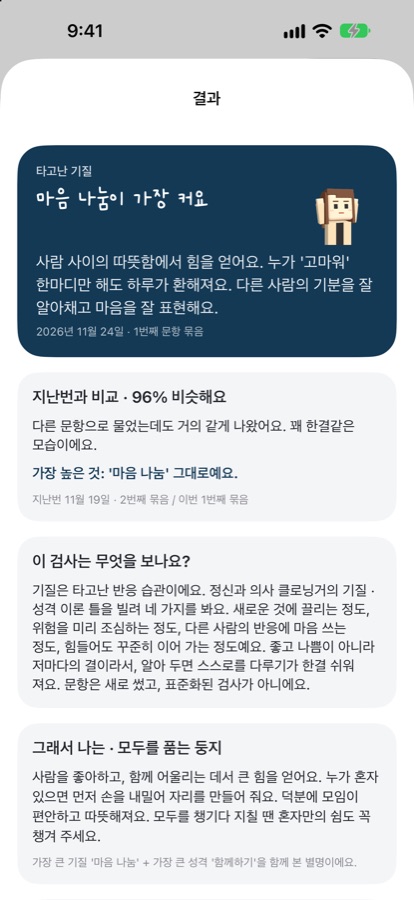 9:41
결과
타고난 기질
마음 나눔이 가장 커요
사람 사이의 따뜻함에서 힘을 얻어요. 누가 '고마워'
한마디만 해도 하루가 환해져요. 다른 사람의 기분을 잘
알아채고 마음을 잘 표현해요.
2026년 11월 24일 · 1번째 문항 묶음
지난번과 비교 · 96% 비슷해요
다른 문항으로 물었는데도 거의 같게 나왔어요. 꽤 한결같은
모습이에요.
가장 높은 것: '마음 나눔' 그대로예요.
지난번 11월 19일 · 2번째 묶음 / 이번 1번째 묶음
이 검사는 무엇을 보나요?
기질은 타고난 반응 습관이에요. 정신과 의사 클로닝거의 기질 ·
성격 이론 틀을 빌려 네 가지를 봐요. 새로운 것에 끌리는 정도,
위험을 미리 조심하는 정도, 다른 사람의 반응에 마음 쓰는
정도, 힘들어도 꾸준히 이어 가는 정도예요. 좋고 나쁨이 아니라
저마다의 결이라서, 알아 두면 스스로를 다루기가 한결 쉬워
져요. 문항은 새로 썼고, 표준화된 검사가 아니에요.
그래서 나는 · 모두를 품는 둥지
사람을 좋아하고, 함께 어울리는 데서 큰 힘을 얻어요. 누가 혼자
있으면 먼저 손을 내밀어 자리를 만들어 줘요. 덕분에 모임이
편안하고 따뜻해져요. 모두를 챙기다 지칠 땐 혼자만의 쉼도 꼭
챙겨 주세요.
가장 큰 기질 '마음 나눔' + 가장 큰 성격 '함께하기'을 함께 본 별명이에요.